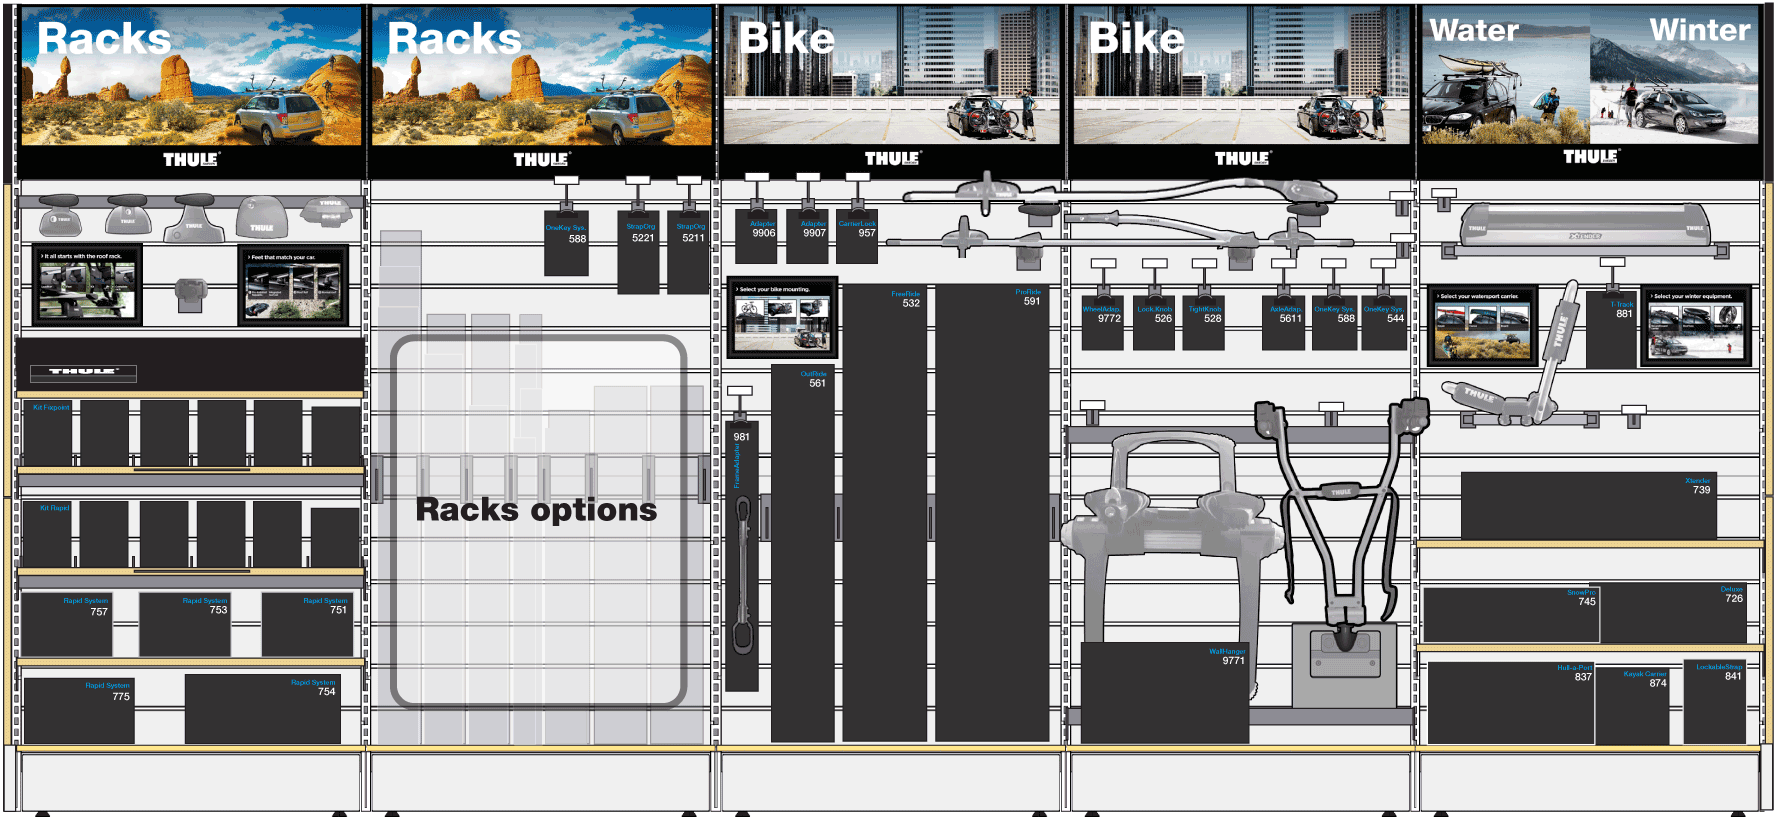 Racks
THULE
Racks
THULE
Bike
THULE
Bike
THULE
Water
Winter
THULE
THULE
THULE
THULE
THULE
› It all starts with the roof rack.
› Feet that match your car.
THULE
Kit Fixpoint
Kit Rapid
Rapid System
757
Rapid System
753
Rapid System
751
Rapid System
775
Rapid System
754
OneKey Sys.
588
StrapOrg
5221
StrapOrg
5211
Racks options
Adapter
9906
Adapter
9907
CarrierLock
957
› Select your bike mounting.
OutRide
561
FreeRide
532
ProRide
591
981
FrameAdapter
WheelAdap.
9772
Lock.Knob
526
TightKnob
528
AxleAdap.
5611
OneKey Sys.
588
OneKey Sys.
544
THULE
WallHanger
9771
THULE
THULE
› Select your watersport carrier.
T-Track
881
› Select your winter equipment.
THULE
THULE
Xtender
739
SnowPro
745
Deluxe
726
Hull-a-Port
837
Kayak Carrier
874
LockableStrap
841